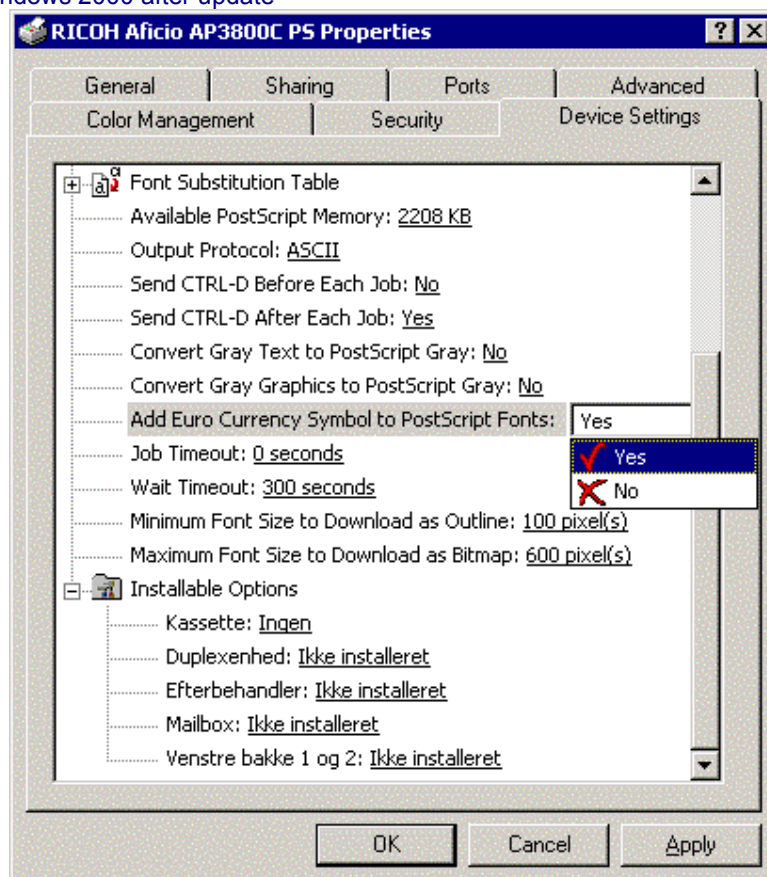 ndows 2000 after update
RICOH Aficio AP3800C PS Properties
General Sharing Ports Advanced
Color Management Security Device Settings
Font Substitution Table
Available PostScript Memory: 2208 KB
Output Protocol: ASCII
Send CTRL-D Before Each Job: No
Send CTRL-D After Each Job: Yes
Convert Gray Text to PostScript Gray: No
Convert Gray Graphics to PostScript Gray: No
Add Euro Currency Symbol to PostScript Fonts: Yes
Job Timeout: 0 seconds Yes
Wait Timeout: 300 seconds No
Minimum Font Size to Download as Outline: 100 pixel(s)
Maximum Font Size to Download as Bitmap: 600 pixel(s)
Installable Options
Kassette: Ingen
Duplexenhed: Ikke installeret
Efterbehandler: Ikke installeret
Mailbox: Ikke installeret
Venstre bakke 1 og 2: Ikke installeret
OK Cancel Apply